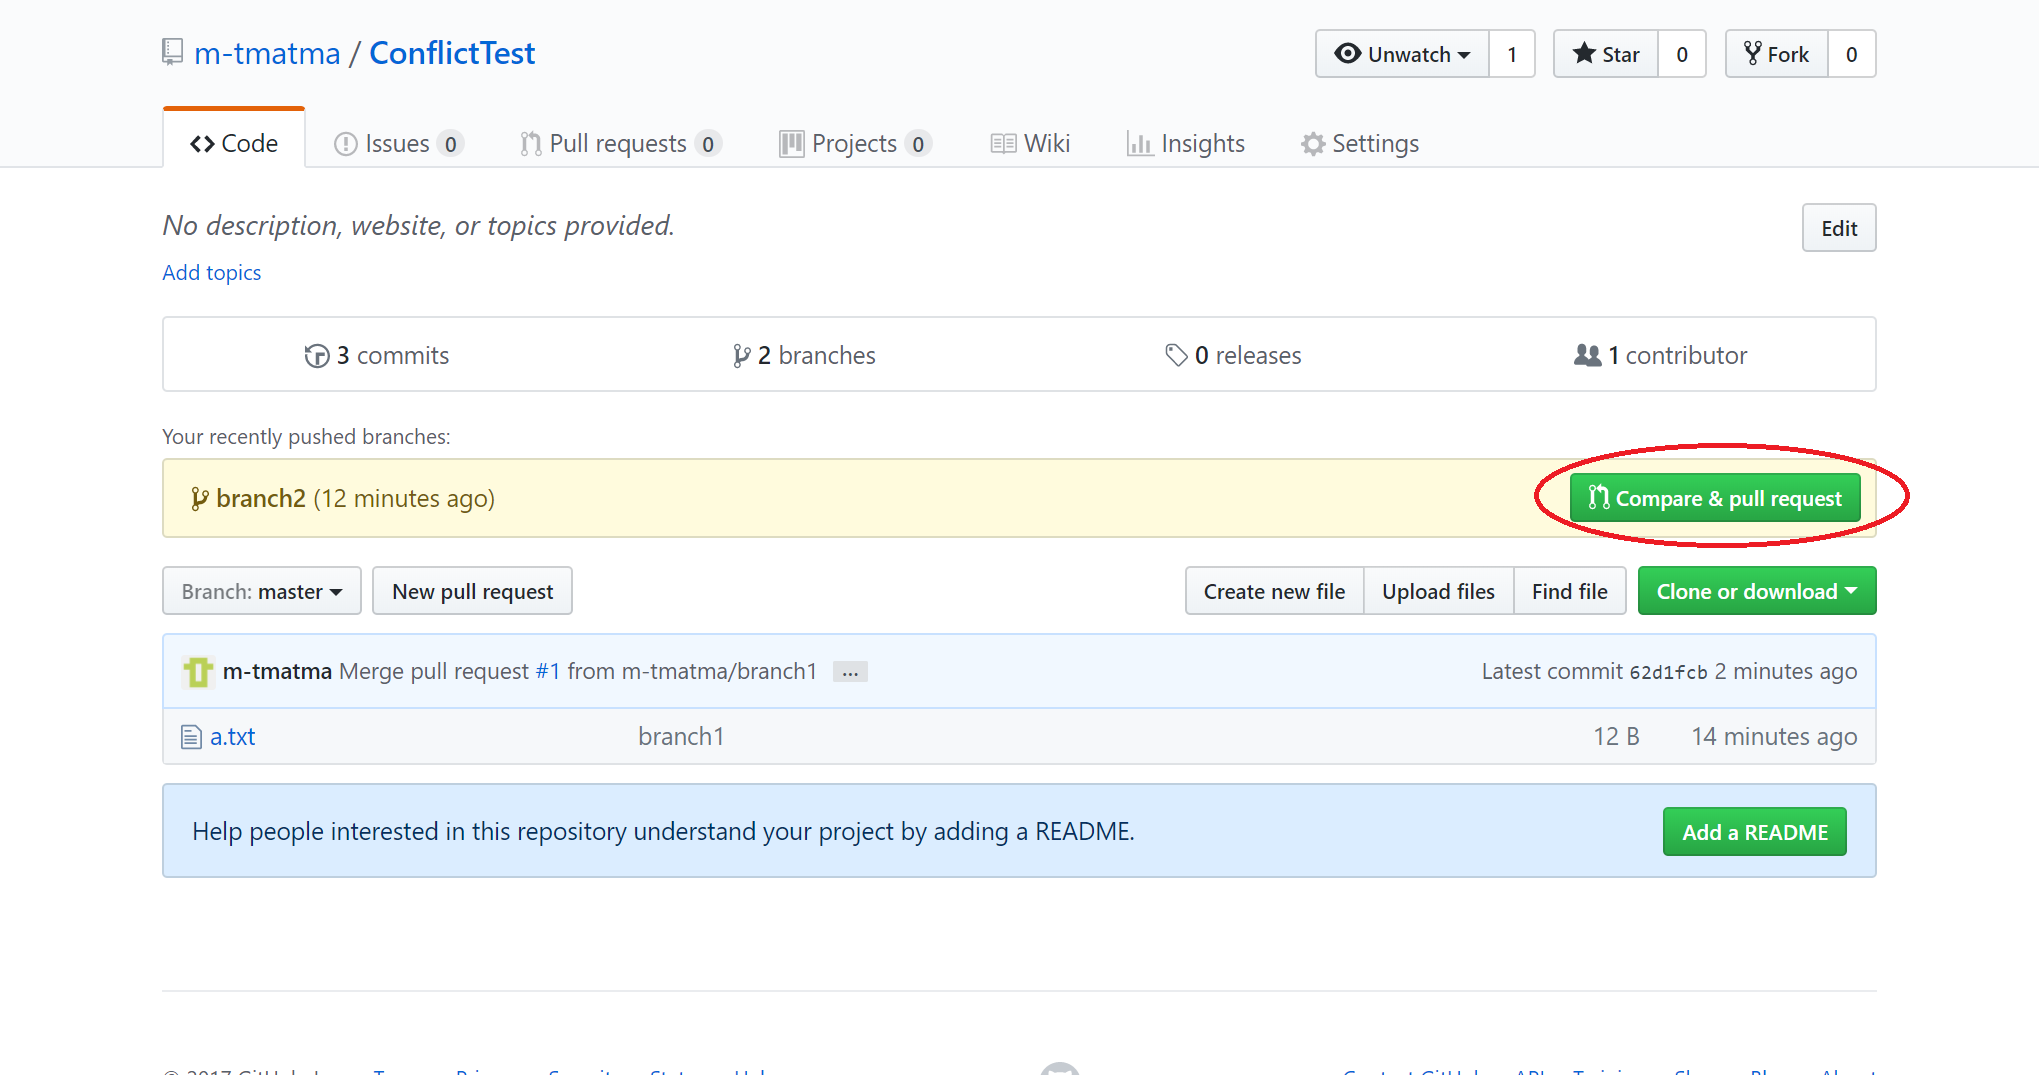 m-tmatma / ConflictTest
Unwatch 1 Star 0 Fork 0
Code Issues 0 Pull requests 0 Projects 0 Wiki Insights Settings
No description, website, or topics provided.
Edit
Add topics
3 commits 2 branches 0 releases 1 contributor
Your recently pushed branches:
branch2 (12 minutes ago) Compare & pull request
Branch: master New pull request Create new file Upload files Find file Clone or download
m-tmatma Merge pull request #1 from m-tmatma/branch1 … Latest commit 62d1fcb 2 minutes ago
a.txt branch1 12 B 14 minutes ago
Help people interested in this repository understand your project by adding a README. Add a README